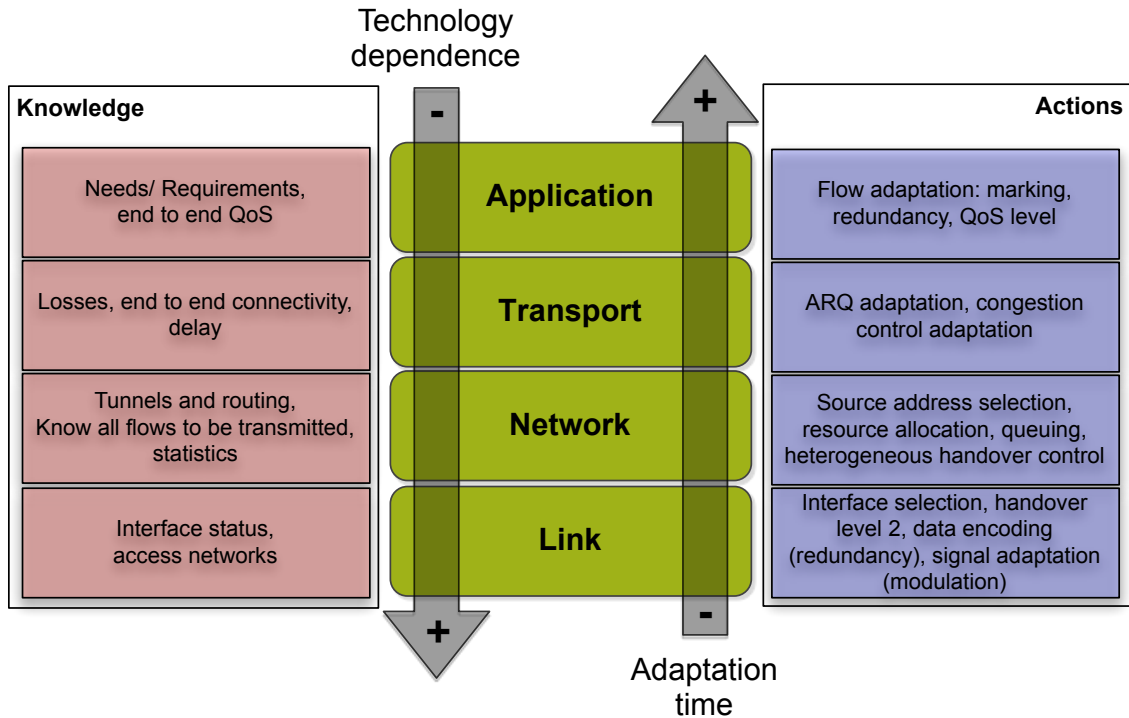 Technology
dependence
Knowledge
-
+
Actions
Needs/ Requirements,
end to end QoS
Application
Flow adaptation: marking,
redundancy, QoS level
Losses, end to end connectivity,
delay
Transport
ARQ adaptation, congestion
control adaptation
Tunnels and routing,
Know all flows to be transmitted,
statistics
Network
Source address selection,
resource allocation, queuing,
heterogeneous handover control
Interface status,
access networks
Link
Interface selection, handover
level 2, data encoding
(redundancy), signal adaptation
(modulation)
+
-
Adaptation
time